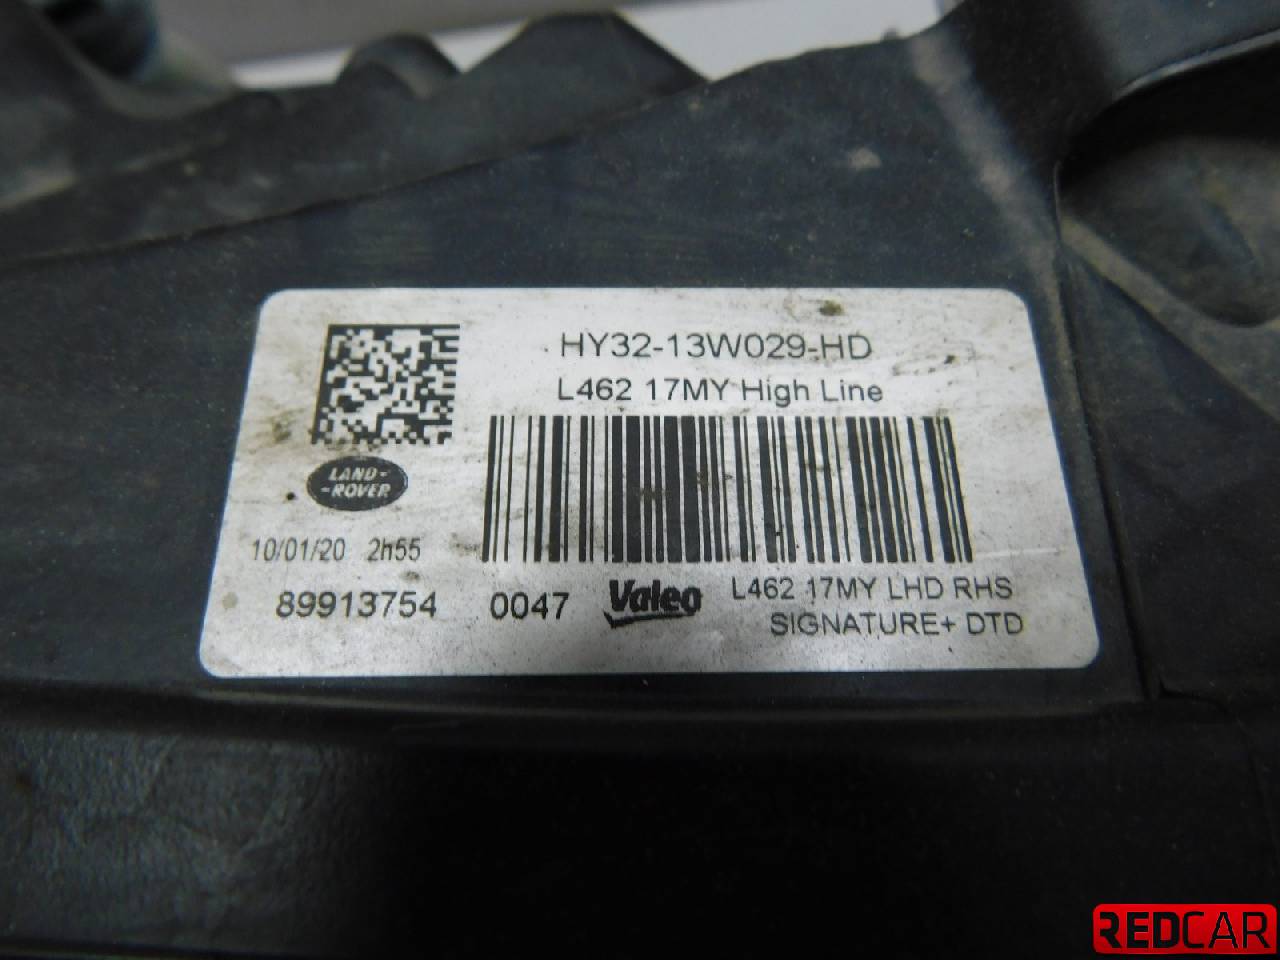 HY32-13W029-HD
L462 17MY High Line
LAND-
-ROVER
10/01/20 2h55
89913754 0047 Valeo
L462 17MY LHD RHS
SIGNATURE+ DTD
REDCAR